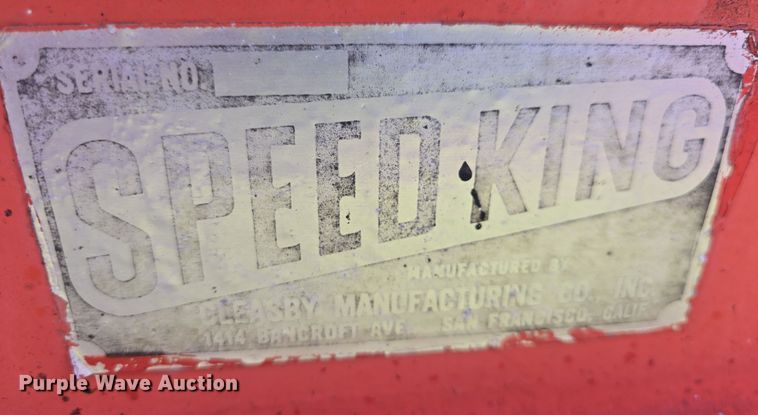 SERIAL NO.
SPEED KING
MANUFACTURED BY
CLEASBY MANUFACTURING CO., INC.
1414 BANCROFT AVE. SAN FRANCISCO, CALIF.
Purple Wave Auction